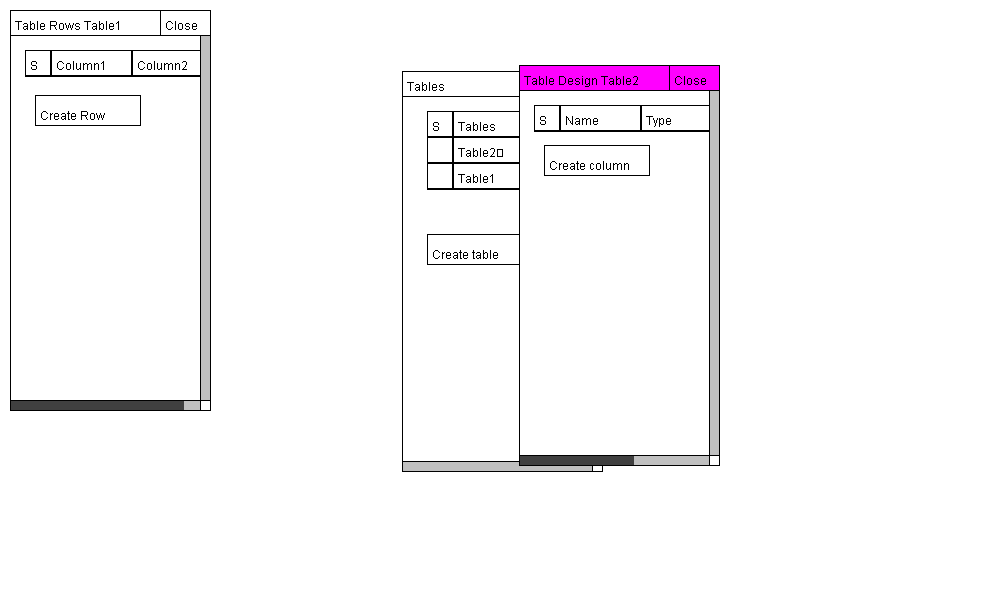 Table Rows Table1 Close
S Column1 Column2
Create Row
Tables
S Tables
Table2▯
Table1
Create table
Table Design Table2 Close
S Name Type
Create column